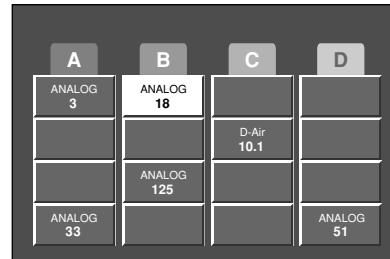 A B C D
ANALOG ANALOG
3 18
D-Air
10.1
ANALOG
125
ANALOG ANALOG
33 51